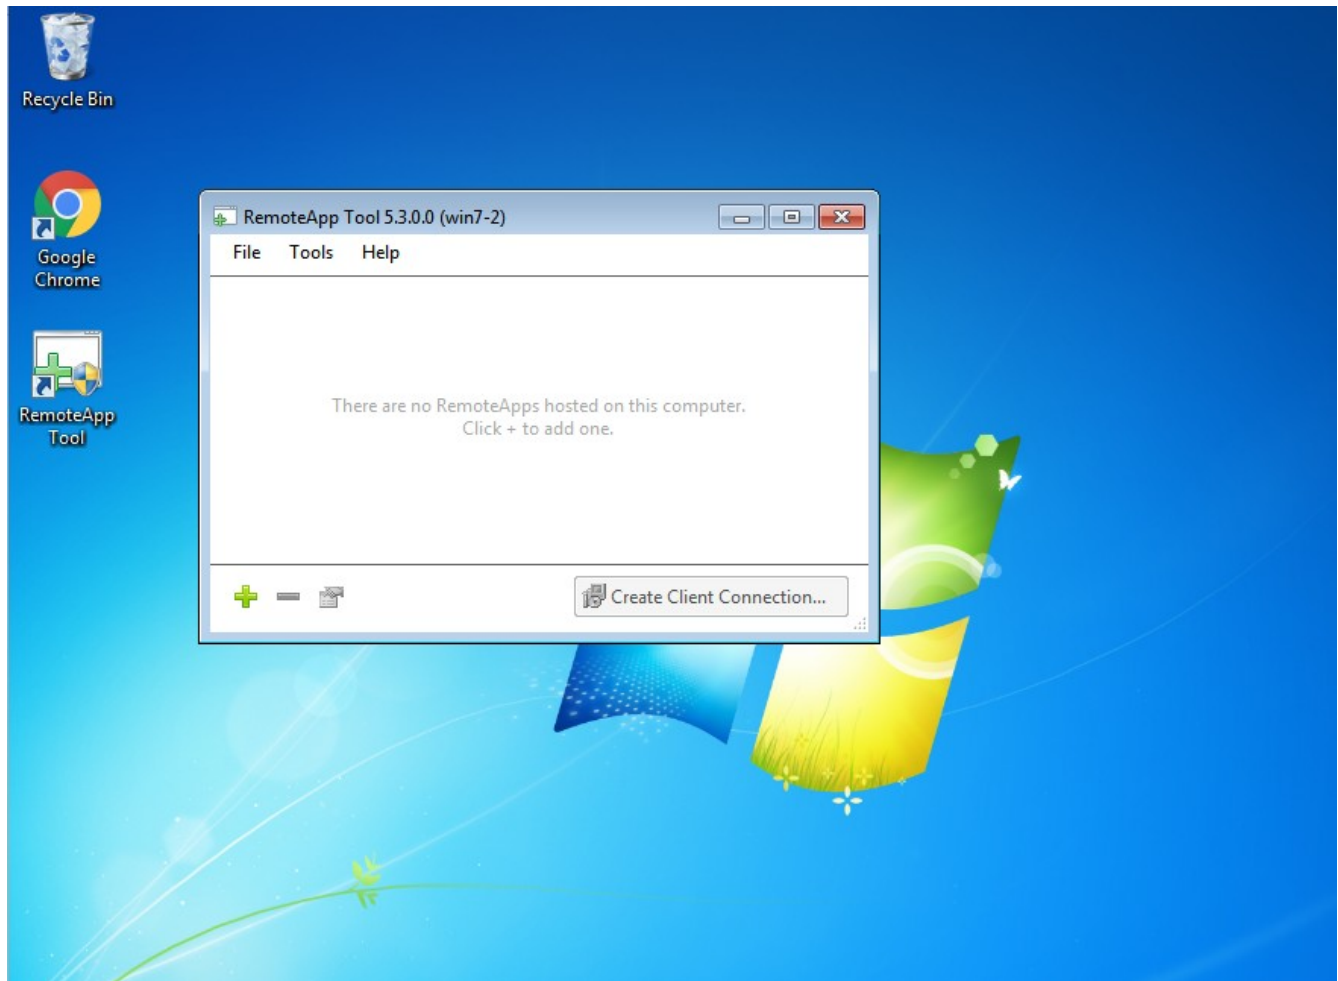 Recycle Bin
Google
Chrome
RemoteApp
Tool
RemoteApp Tool 5.3.0.0 (win7-2)
File Tools Help
There are no RemoteApps hosted on this computer.
Click + to add one.
Create Client Connection...